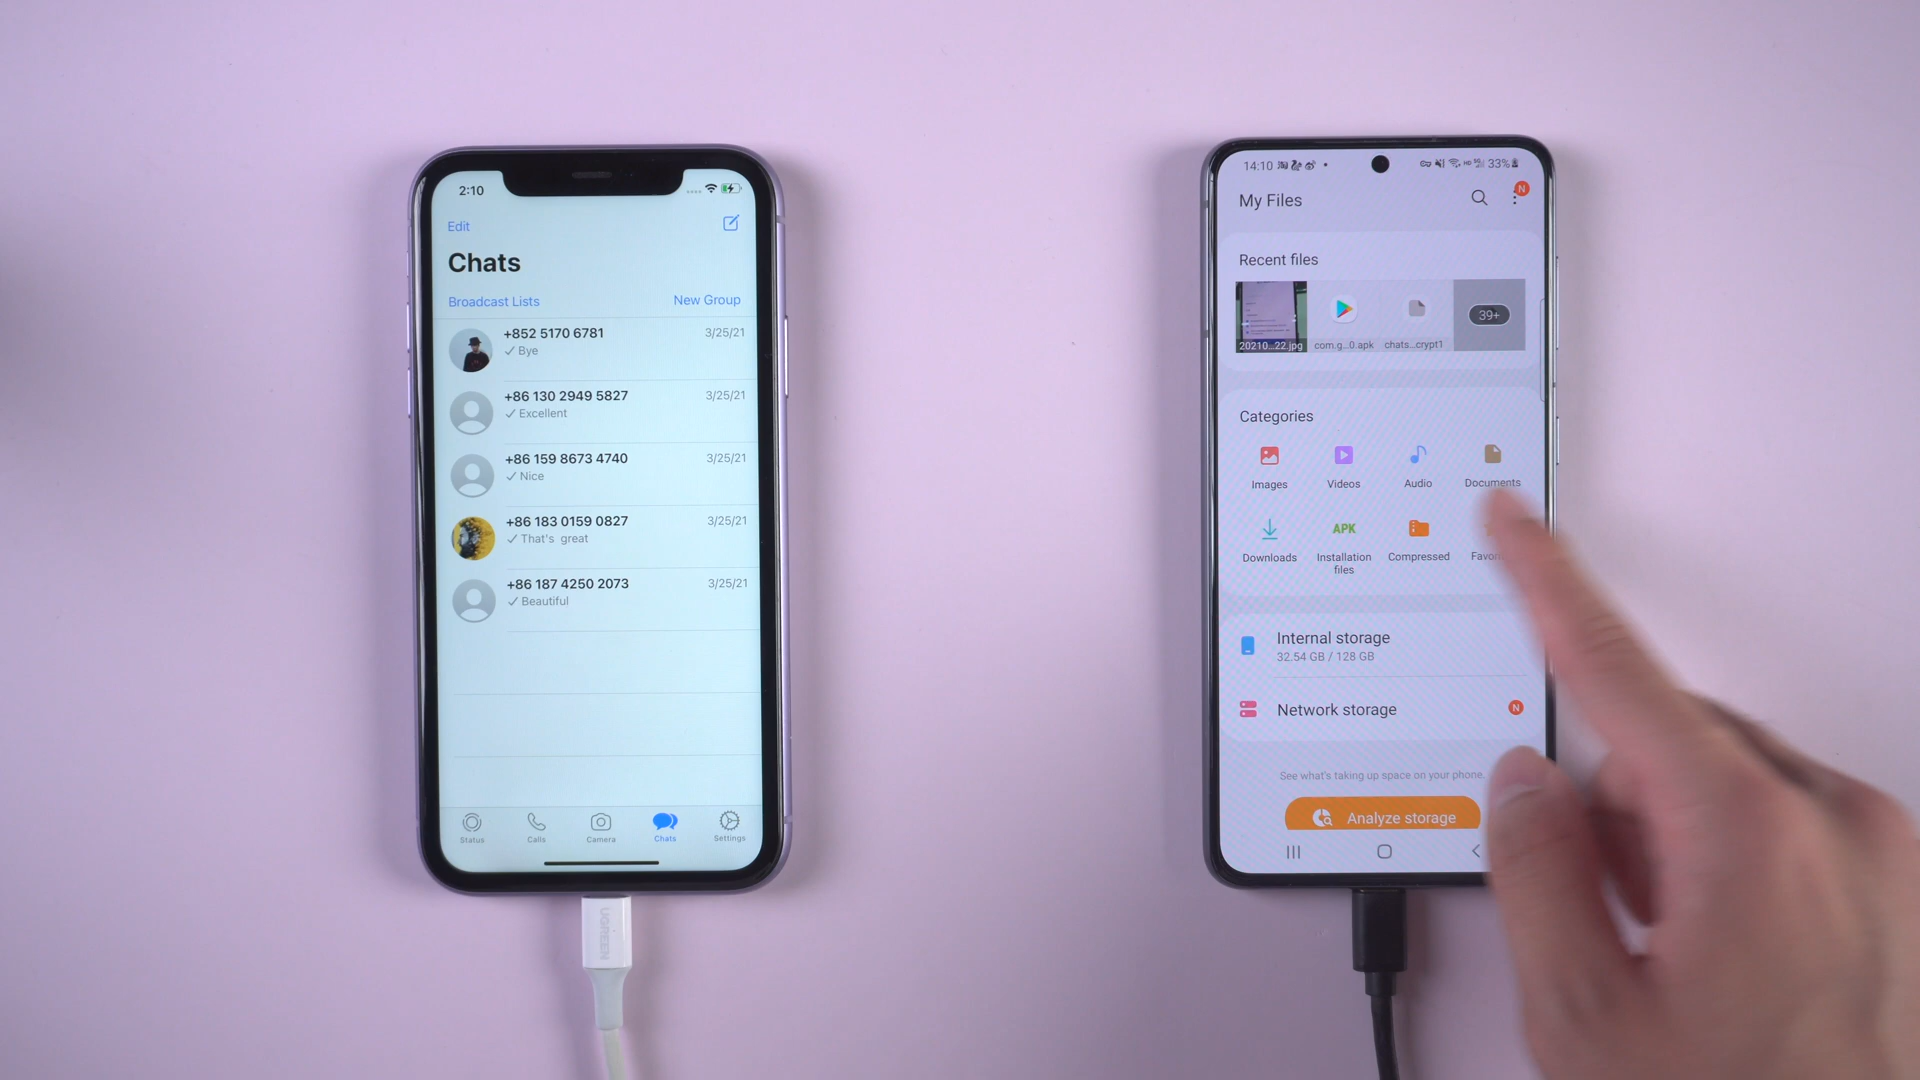 2:10
Edit
Chats
Broadcast Lists
New Group
+852 5170 6781
3/25/21
Bye
+86 130 2949 5827
3/25/21
Excellent
+86 159 8673 4740
3/25/21
Nice
+86 183 0159 0827
3/25/21
That's great
+86 187 4250 2073
3/25/21
Beautiful
Status
Calls
Camera
Chats
Settings
UGREEN
14:10
33%
My Files
N
Recent files
20210...22.jpg
com.g...0.apk
chats...crypt1
39+
Categories
Images
Videos
Audio
Documents
Downloads
APK
Installation files
Compressed
Internal storage
32.54 GB / 128 GB
Network storage
N
See what's taking up space on your phone.
Analyze storage